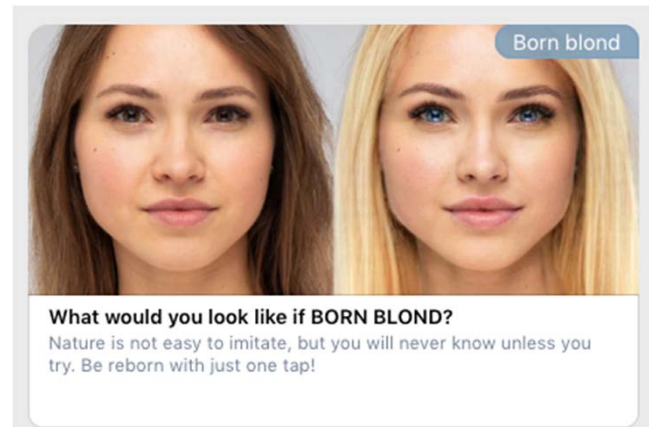 Born blond
What would you look like if BORN BLOND?
Nature is not easy to imitate, but you will never know unless you
try. Be reborn with just one tap!